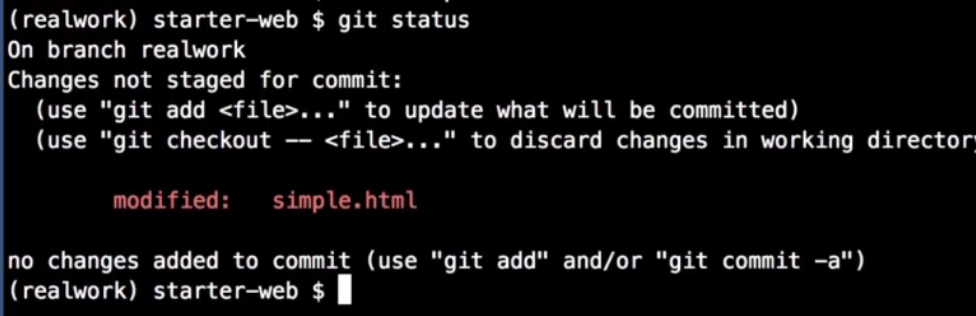 (realwork) starter-web $ git status
On branch realwork
Changes not staged for commit:
(use "git add <file>..." to update what will be committed)
(use "git checkout -- <file>..." to discard changes in working director
modified: simple.html
no changes added to commit (use "git add" and/or "git commit -a")
(realwork) starter-web $